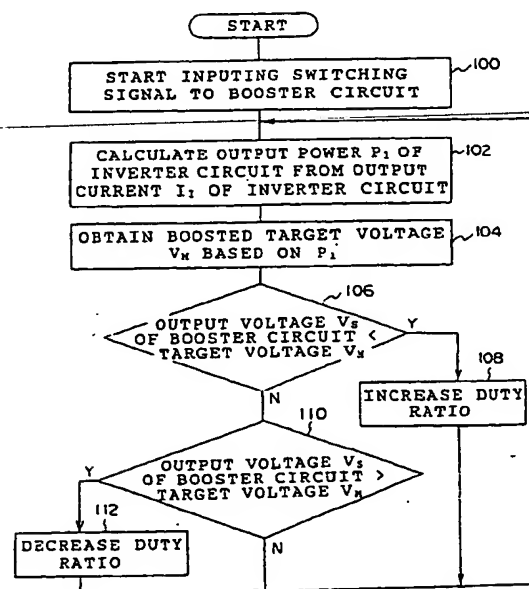 START
START INPUTING SWITCHING
SIGNAL TO BOOSTER CIRCUIT
100
CALCULATE OUTPUT POWER P1 OF
INVERTER CIRCUIT FROM OUTPUT
CURRENT I1 OF INVERTER CIRCUIT
102
OBTAIN BOOSTED TARGET VOLTAGE
VM BASED ON P1
104
106
OUTPUT VOLTAGE VS
OF BOOSTER CIRCUIT <
TARGET VOLTAGE VM
Y
N
108
INCREASE DUTY
RATIO
110
OUTPUT VOLTAGE VS
OF BOOSTER CIRCUIT >
TARGET VOLTAGE VM
Y
N
112
DECREASE DUTY
RATIO